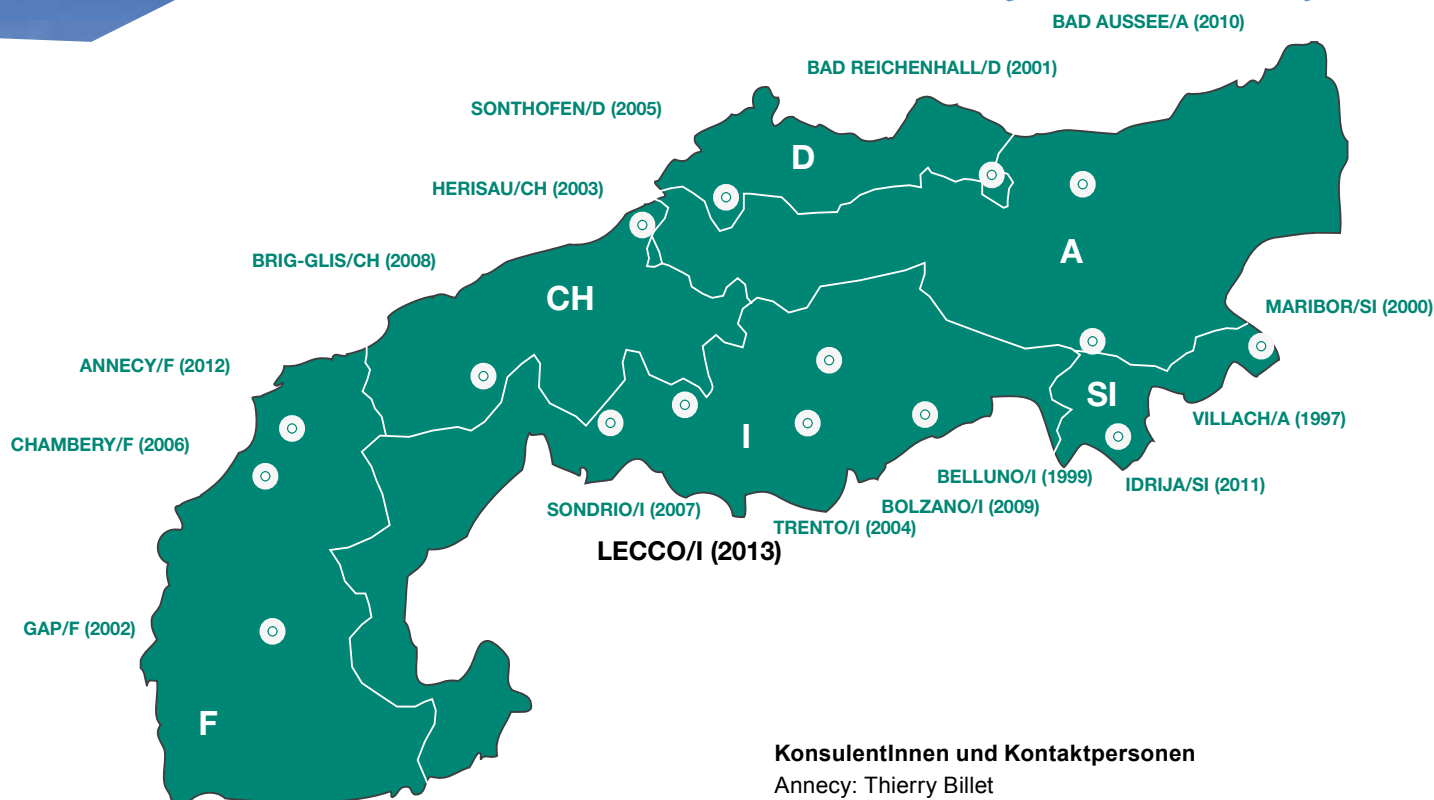 BAD AUSSEE/A (2010)
BAD REICHENHALL/D (2001)
SONTHOFEN/D (2005)
D
HERISAU/CH (2003)
A
BRIG-GLIS/CH (2008)
CH
MARIBOR/SI (2000)
ANNECY/F (2012)
SI
VILLACH/A (1997)
CHAMBERY/F (2006)
I
BELLUNO/I (1999)
IDRIJA/SI (2011)
SONDRIO/I (2007)
BOLZANO/I (2009)
TRENTO/I (2004)
LECCO/I (2013)
GAP/F (2002)
F
KonsulentInnen und Kontaktpersonen
Annecy: Thierry Billet